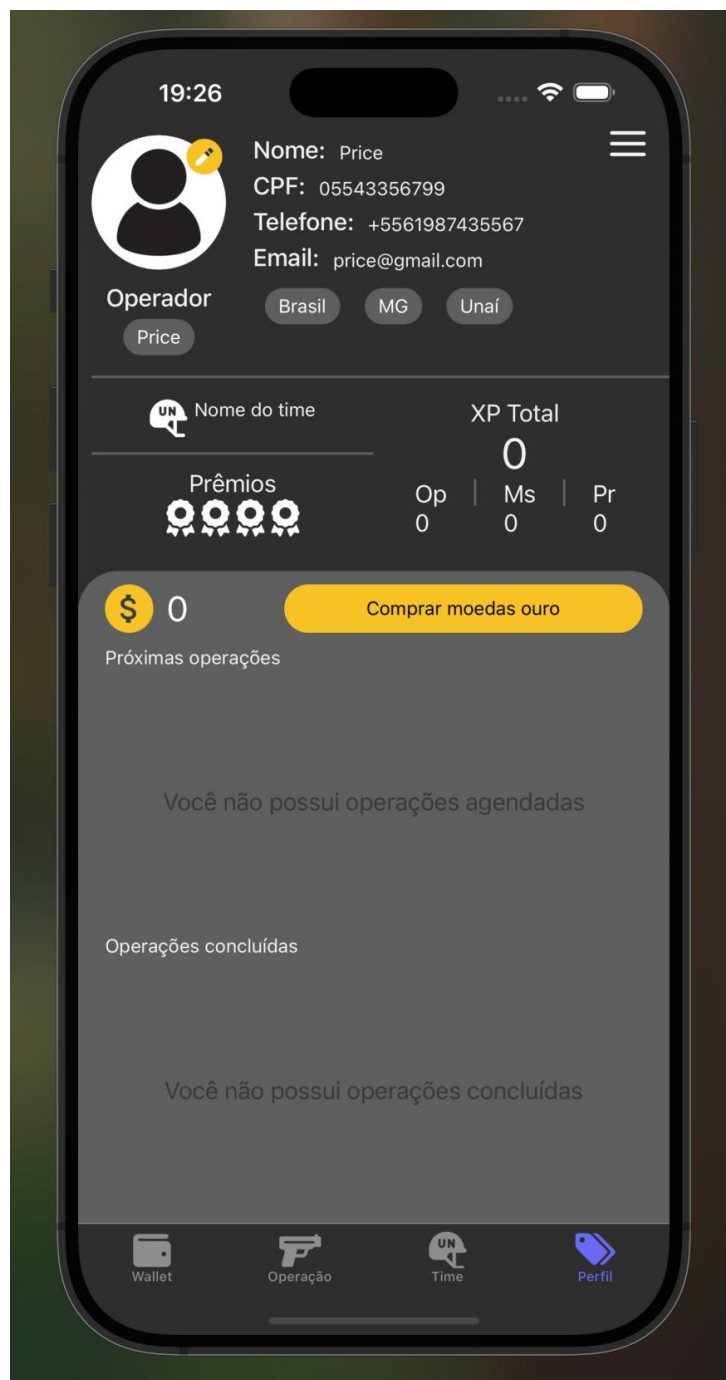 19:26
Nome: Price
CPF: 05543356799
Telefone: +5561987435567
Email: price@gmail.com
Operador
Price
Brasil MG Unaí
UN Nome do time
Prêmios
XP Total
0
Op Ms Pr
0 0 0
$ 0 Comprar moedas ouro
Próximas operações
Você não possui operações agendadas
Operações concluídas
Você não possui operações concluídas
UN
Wallet Operação Time Perfil